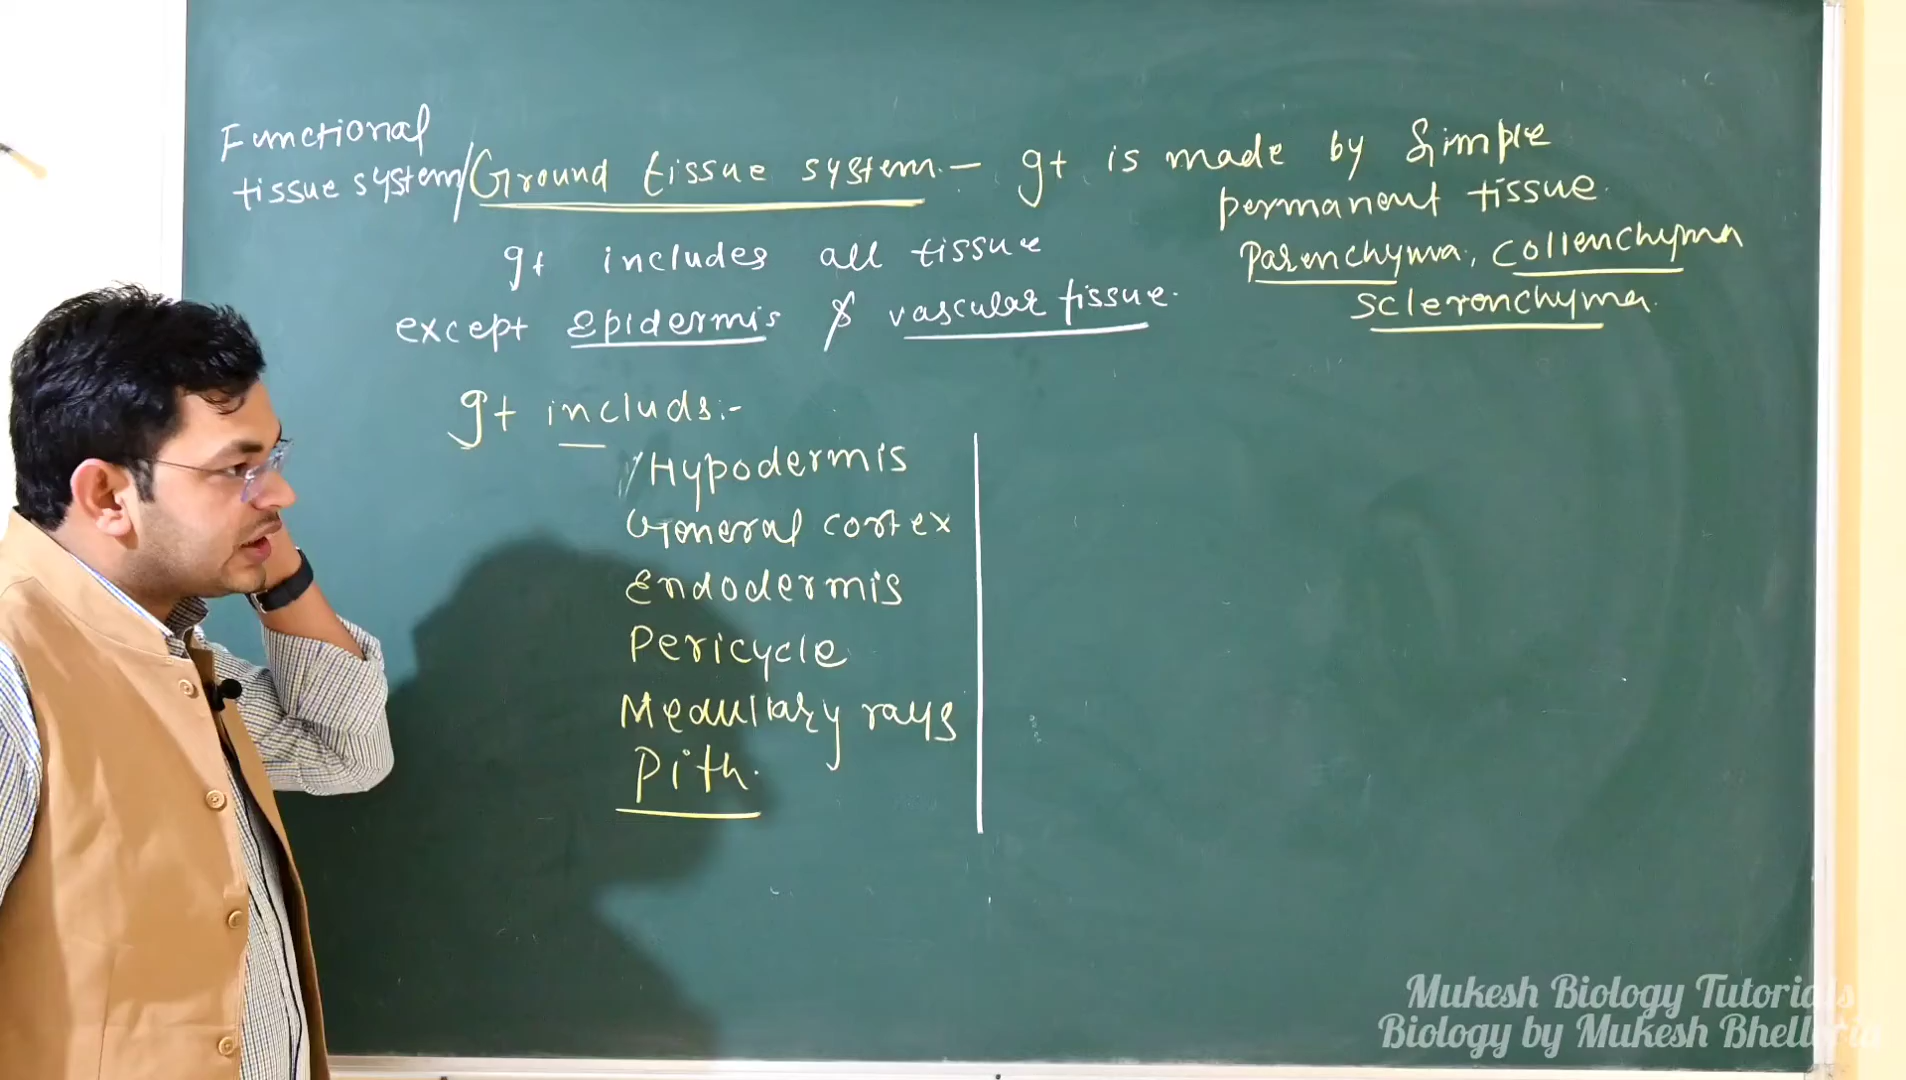 Functional
tissue system/Ground tissue system.- gt is made by Simple
permanent tissue.
Parenchyma, Collenchyma
Scleronchyma.
gt includes all tissue
except Epidermis & vascular tissue.
gt includs:-
Hypodermis
General cortex
Endodermis
Pericycle
Medullary rays
Pith.
Mukesh Biology Tutorials
Biology by Mukesh Bhelloria